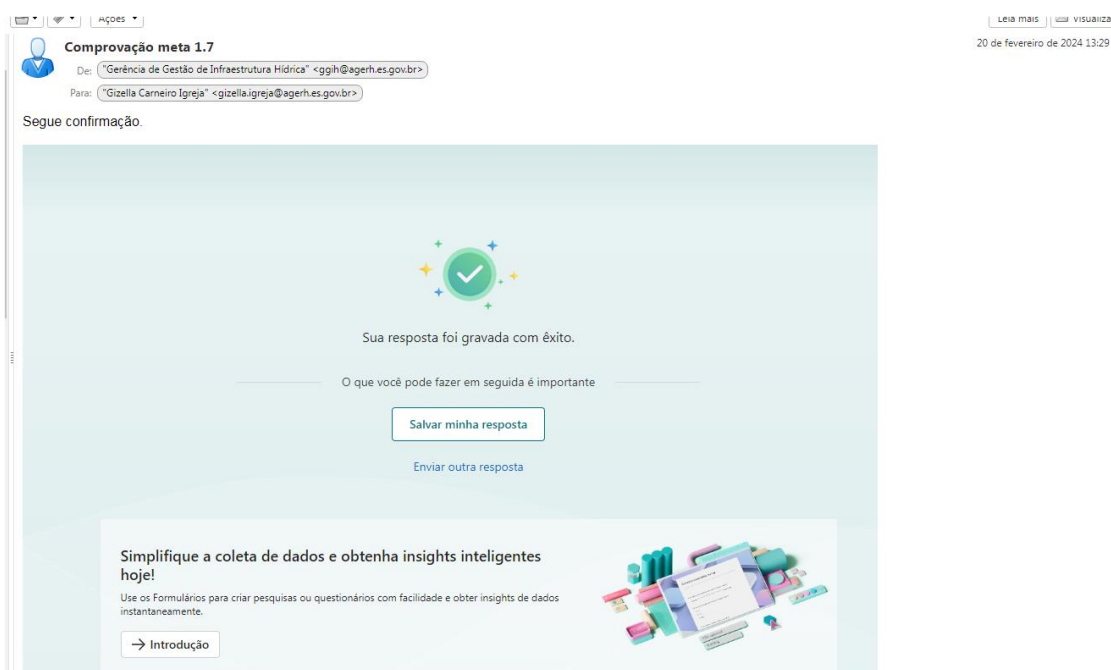 Ações
Leia mais
Visualiza
Comprovação meta 1.7
20 de fevereiro de 2024 13:29
De: "Gerência de Gestão de Infraestrutura Hídrica" <ggih@agerh.es.gov.br>
Para: "Gizella Carneiro Igreja" <gizella.igreja@agerh.es.gov.br>
Segue confirmação.
Sua resposta foi gravada com êxito.
O que você pode fazer em seguida é importante
Salvar minha resposta
Enviar outra resposta
Simplifique a coleta de dados e obtenha insights inteligentes
hoje!
Use os Formulários para criar pesquisas ou questionários com facilidade e obter insights de dados
instantaneamente.
→ Introdução